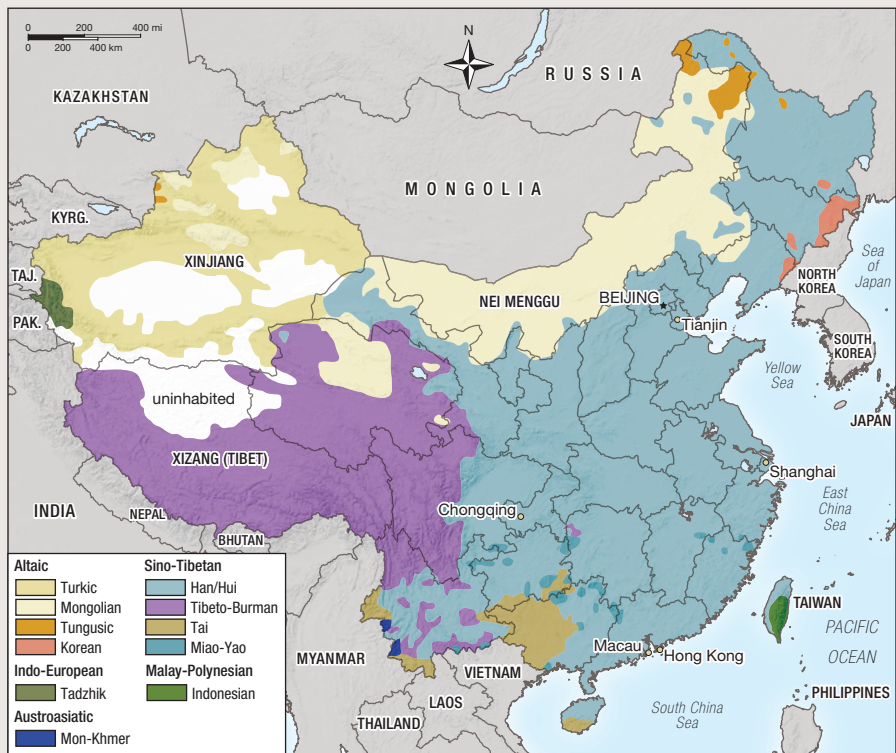 0 200 400 mi
0 200 400 km
N
RUSSIA
KAZAKHSTAN
MONGOLIA
KYRG.
XINJIANG
TAJ.
PAK.
NEI MENGGU
BEIJING
Tianjin
NORTH
KOREA
Sea of
Japan
SOUTH
KOREA
Yellow
Sea
JAPAN
uninhabited
XIZANG (TIBET)
Shanghai
Chongqing
East
China
Sea
INDIA
NEPAL
BHUTAN
TAIWAN
PACIFIC
OCEAN
Macau
Hong Kong
MYANMAR
VIETNAM
LAOS
THAILAND
South China
Sea
PHILIPPINES
Altaic
Turkic
Mongolian
Tungusic
Korean
Indo-European
Tadzhik
Austroasiatic
Mon-Khmer
Sino-Tibetan
Han/Hui
Tibeto-Burman
Tai
Miao-Yao
Malay-Polynesian
Indonesian